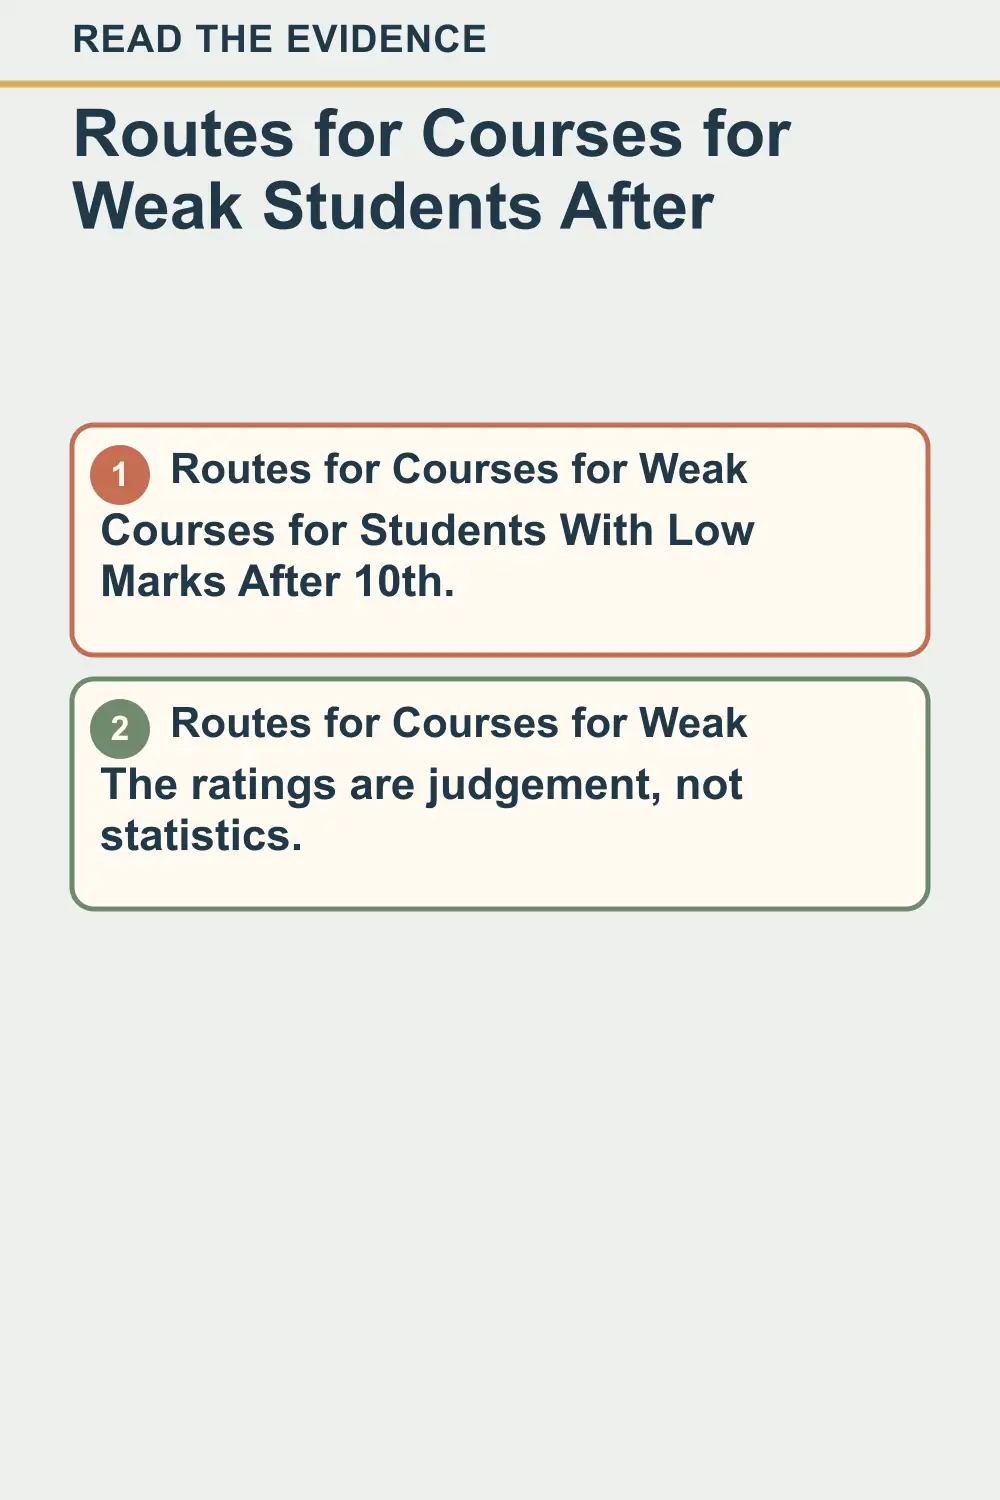 READ THE EVIDENCE
Routes for Courses for
Weak Students After
1 Routes for Courses for Weak
Courses for Students With Low
Marks After 10th.
2 Routes for Courses for Weak
The ratings are judgement, not
statistics.